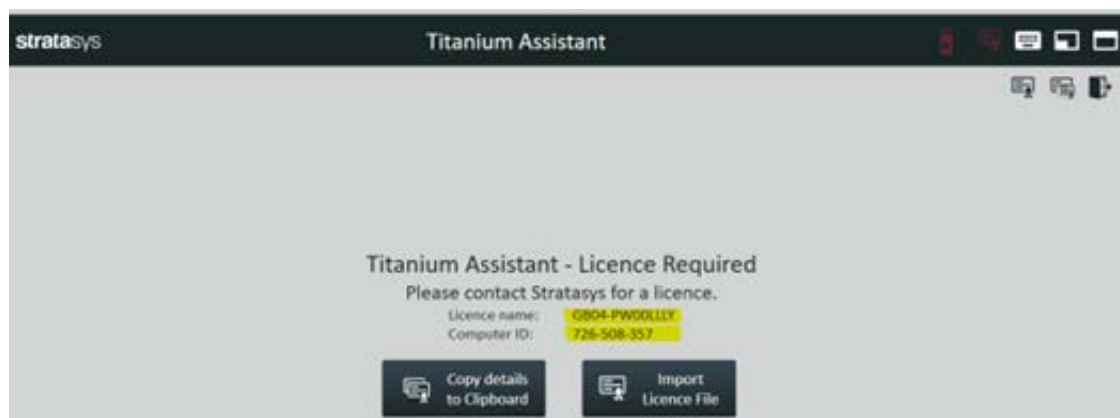 stratasys
Titanium Assistant
Titanium Assistant - Licence Required
Please contact Stratasys for a licence.
Licence name: GB04-PW00LLLY
Computer ID: 726-508-357
Copy details
to Clipboard
Import
Licence File